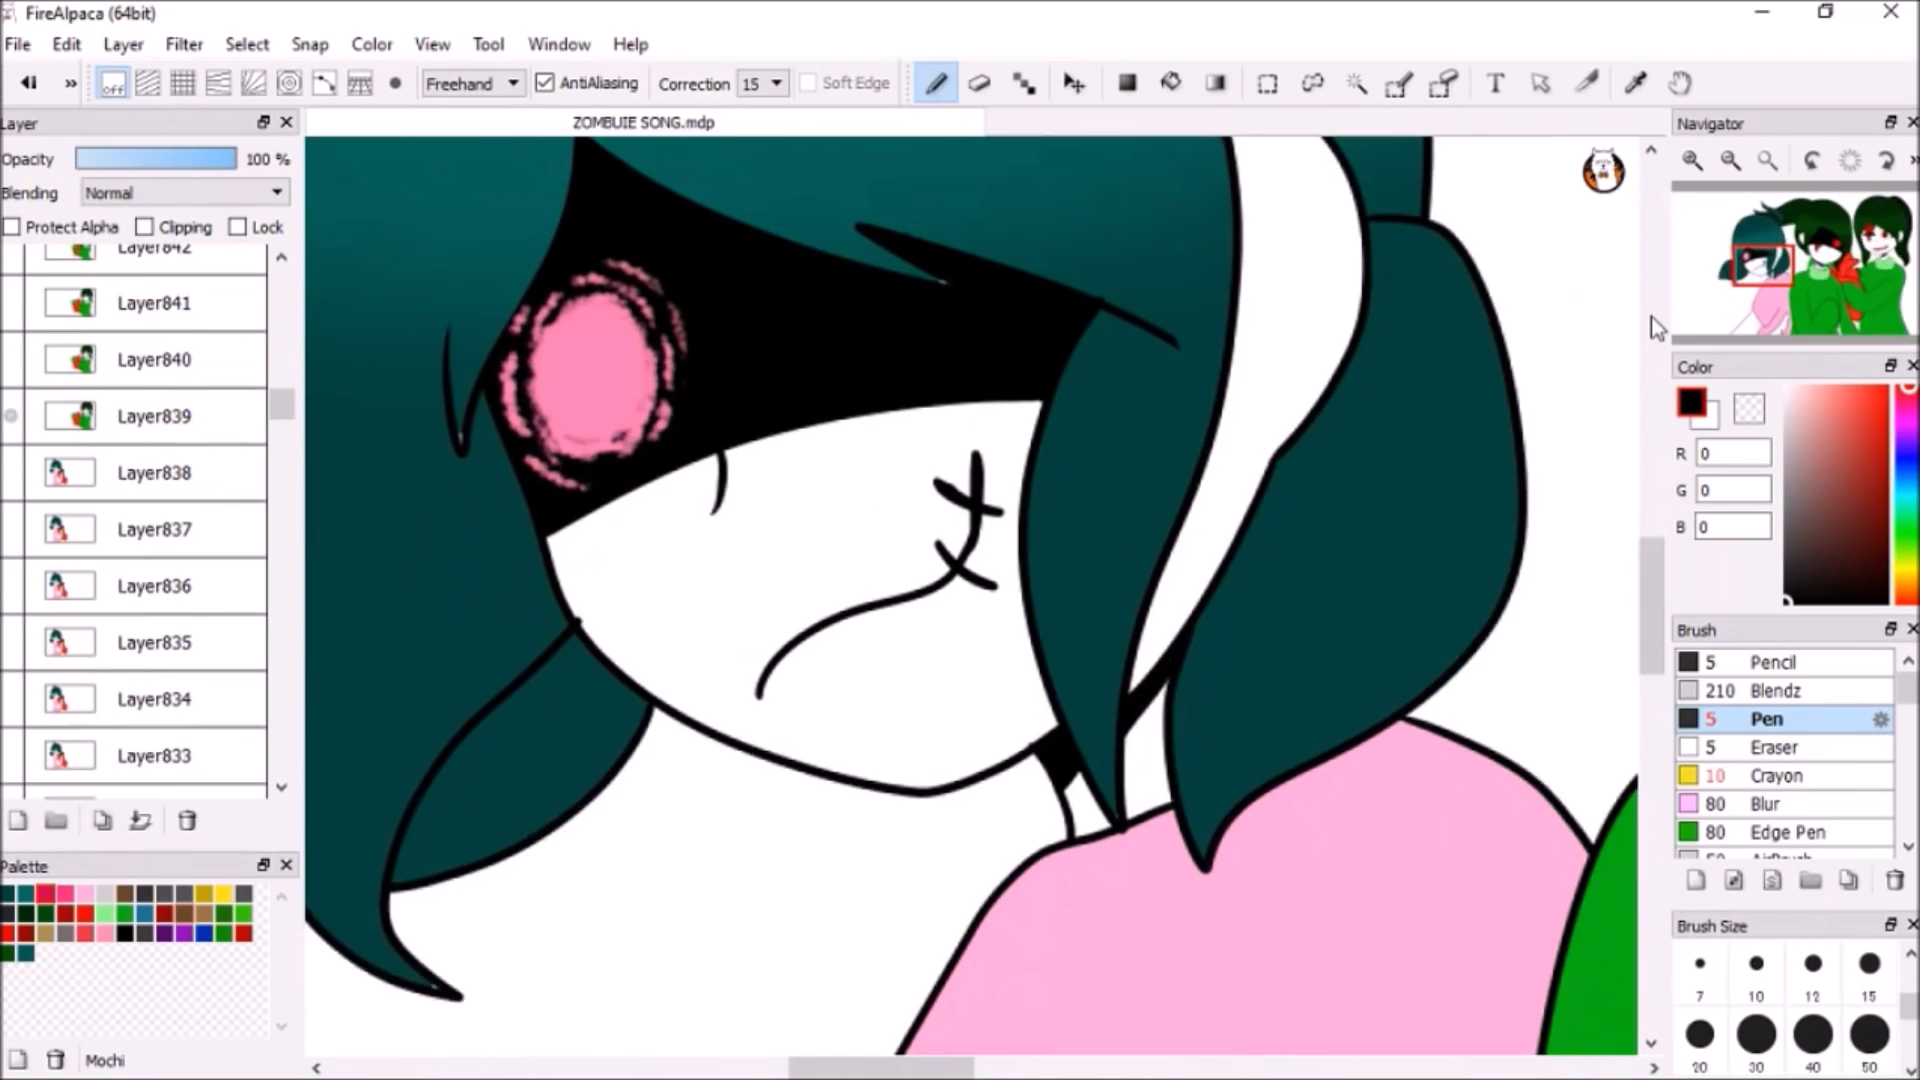 FireAlpaca (64bit)
File Edit Layer Filter Select Snap Color View Tool Window Help
off Freehand AntiAliasing Correction 15 Soft Edge T
Layer
ZOMBUIE SONG.mdp
Navigator
Opacity 100 %
Blending Normal
Protect Alpha Clipping Lock
Layer842
Layer841
Layer840
Layer839
Layer838
Layer837
Layer836
Layer835
Layer834
Layer833
Color
R 0
G 0
B 0
Brush
5 Pencil
210 Blendz
5 Pen
5 Eraser
10 Crayon
80 Blur
80 Edge Pen
50 AirBrush
Palette
Mochi
Brush Size
7 10 12 15
20 30 40 50